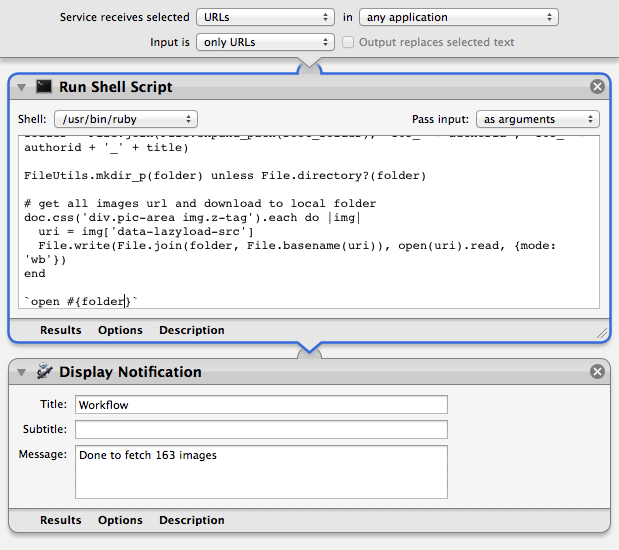 Service receives selected URLs in any application
Input is only URLs Output replaces selected text
Run Shell Script
Shell: /usr/bin/ruby Pass input: as arguments
authorid + '_' + title)
FileUtils.mkdir_p(folder) unless File.directory?(folder)
# get all images url and download to local folder
doc.css('div.pic-area img.z-tag').each do |img|
uri = img['data-lazyload-src']
File.write(File.join(folder, File.basename(uri)), open(uri).read, {mode:
'wb'})
end
`open #{folder}`
Results Options Description
Display Notification
Title: Workflow
Subtitle:
Message: Done to fetch 163 images
Results Options Description